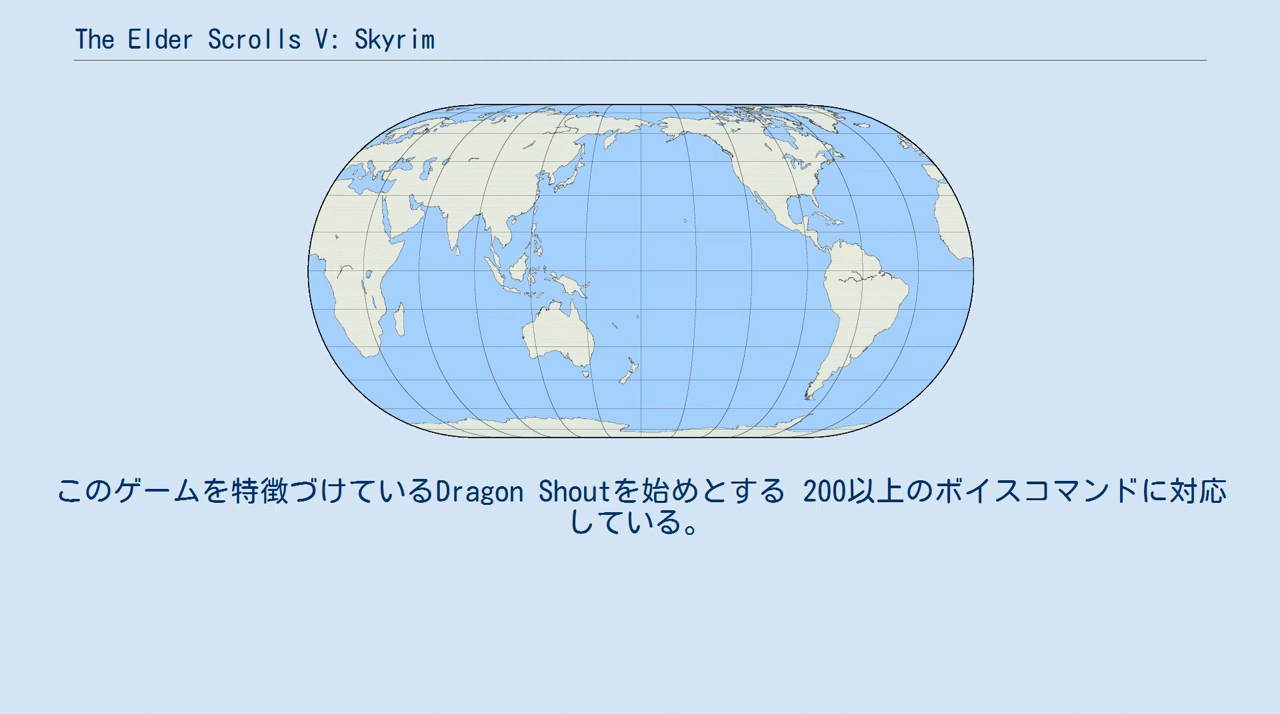 The Elder Scrolls V: Skyrim
このゲームを特徴づけているDragon Shoutを始めとする 200以上のボイスコマンドに対応
している。